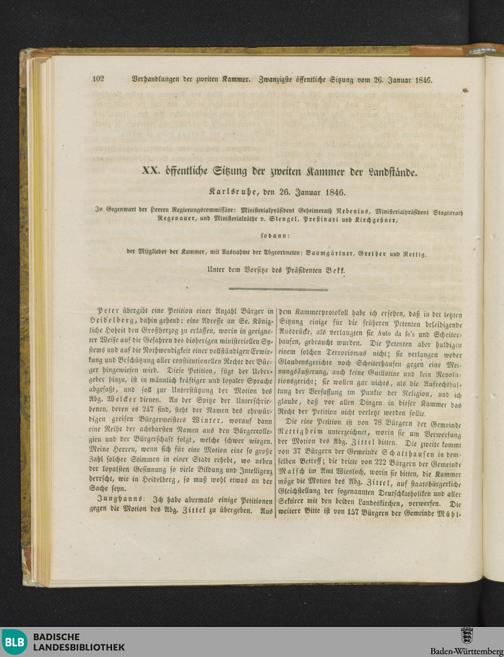 102 Verhandlungen der zweiten Kammer. Zwanzigste öffentliche Sitzung vom 26. Januar 1846.
XX. öffentliche Sitzung der zweiten Kammer der Landstände.
Karlsruhe, den 26. Januar 1846.
In Gegenwart der Herren Regierungscommissäre: Ministerialpräsident Geheimerath Nebenius, Ministerialpräsident Staatsrath
Regenauer, und Ministerialräthe v. Stengel, Prestinari und Kirchgeßner,
sodann:
der Mitglieder der Kammer, mit Ausnahme der Abgeordneten: Baumgärtner, Grether und Rettig.
Unter dem Vorsitze des Präsidenten Bekk.
Peter übergibt eine Petition einer Anzahl Bürger in
Heidelberg, dahin gehend: eine Adresse an Se. König-
liche Hoheit den Großherzog zu erlassen, worin in geeigne-
ter Weise auf die Gefahren des bisherigen ministeriellen Sy-
stems und auf die Nothwendigkeit einer vollständigen Erwir-
kung und Beschützung aller constitutionellen Rechte der Bür-
ger hingewiesen wird. Diese Petition, fügt der Ueber-
geber hinzu, ist in männlich kräftiger und loyaler Sprache
abgefaßt, und soll zur Unterstützung der Motion des
Abg. Welcker dienen. An der Spitze der Unterschrie-
benen, deren es 247 sind, steht der Name des ehrwür-
digen greisen Bürgermeisters Winter, worauf dann
eine Reihe der achtbarsten Namen aus dem Bürgercolle-
gien und der Bürgerschaft folgt, welche schwer wiegen.
Meine Herren, wenn sich für eine Motion eine so große
Zahl solcher Stimmen in einer Stadt erhebt, wo neben
der loyalsten Gesinnung so viele Bildung und Intelligenz
herrscht, wie in Heidelberg, so muß wohl etwas an der
Sache seyn.
Junghanns: Ich habe abermals einige Petitionen
gegen die Motion des Abg. Zittel zu übergeben. Aus
dem Kammerprotokoll habe ich ersehen, daß in der letzten
Sitzung einige für die früheren Petenten beleidigende
Ausdrücke, als verlangten sie Auto da fe's und Scheiter-
haufen, gebraucht wurden. Die Petenten aber huldigen
einem solchen Terrorismus nicht; sie verlangen weder
Glaubensgerichte noch Scheiterhaufen gegen eine Mei-
nungsäußerung, auch keine Guillotine und kein Revolu-
tionsgericht; sie wollen gar nichts, als die Aufrechthal-
tung der Verfassung im Punkte der Religion, und ich
glaube, daß vor allen Dingen in dieser Kammer das
Recht der Petition nicht verletzt werden sollte.
Die eine Petition ist von 78 Bürgern der Gemeinde
Rettigheim unterzeichnet, worin sie um Verwerfung
der Motion des Abg. Zittel bitten. Die zweite kommt
von 37 Bürgern der Gemeinde Schatthausen in dem-
selben Betreff; die dritte von 222 Bürgern der Gemeinde
Malsch im Amt Wiesloch, worin sie bitten, die Kammer
möge die Motion des Abg. Zittel, auf staatsbürgerliche
Gleichstellung der sogenannten Deutschkatholiken und aller
Sektirer mit den beiden Landeskirchen, verwerfen. Die
weitere Bitte ist von 157 Bürgern der Gemeinde Mühl-
BLB BADISCHE
LANDESBIBLIOTHEK
Baden-Württemberg